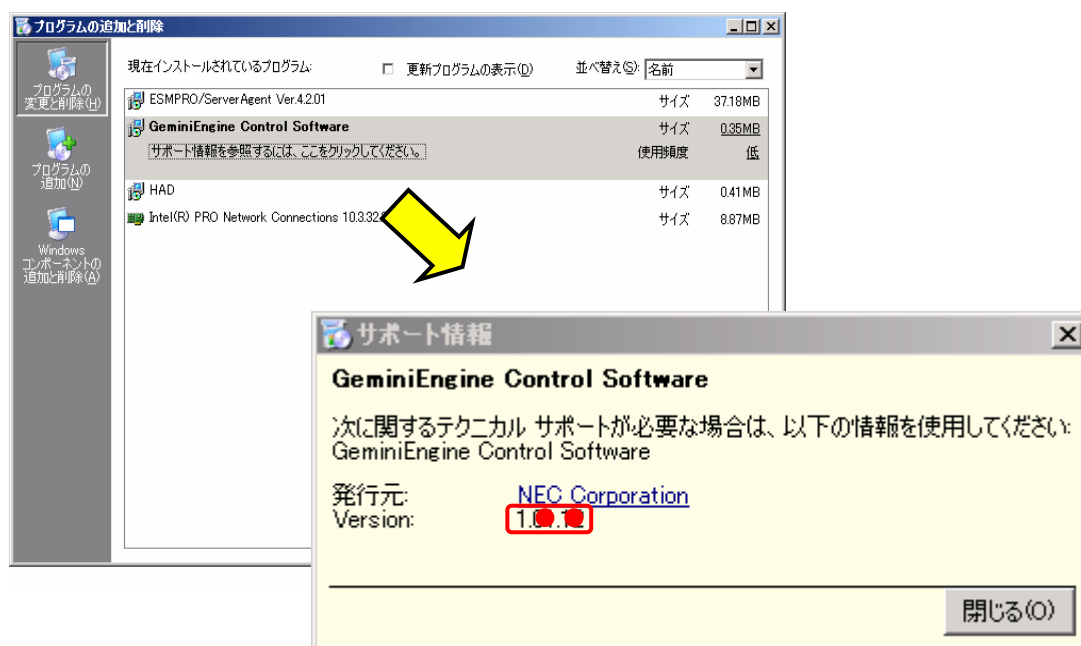 プログラムの追加と削除
プログラムの
変更と削除(H)
プログラムの
追加(N)
Windows
コンポーネントの
追加と削除(A)
現在インストールされているプログラム:
更新プログラムの表示(D)
並べ替え(S):
名前
ESMPRO/ServerAgent Ver.4.2.01 サイズ 37.18MB
GeminiEngine Control Software サイズ 0.35MB
サポート情報を参照するには、ここをクリックしてください。 使用頻度 低
HAD サイズ 0.41MB
Intel(R) PRO Network Connections 10.3.32 サイズ 8.87MB
サポート情報
GeminiEngine Control Software
次に関するテクニカル サポートが必要な場合は、以下の情報を使用してください:
GeminiEngine Control Software
発行元: NEC Corporation
Version:
閉じる(O)